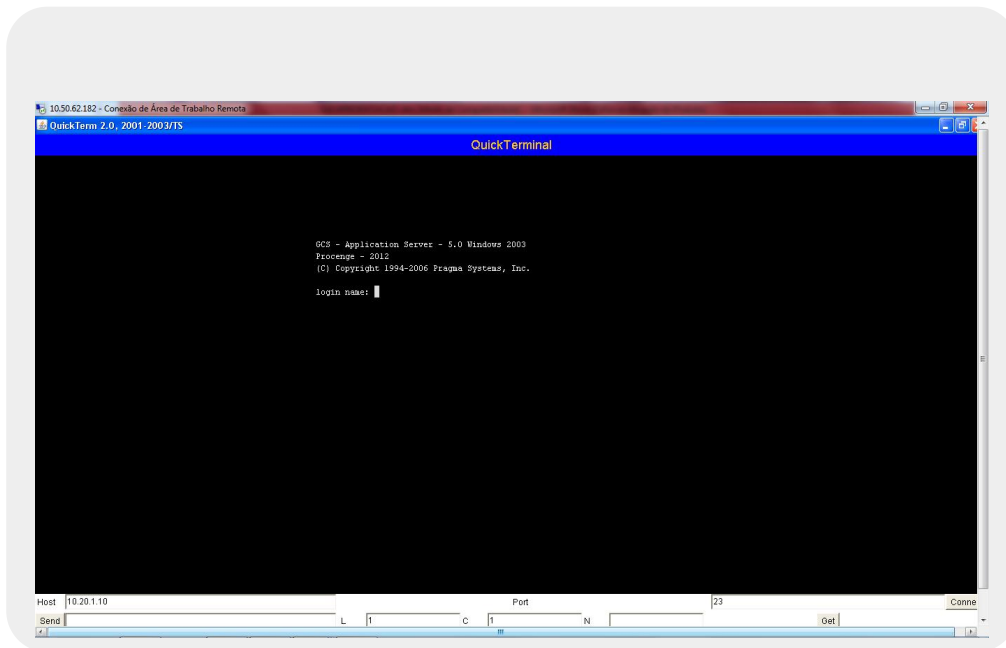 10.50.62.182 - Conexão de Área de Trabalho Remota
QuickTerm 2.0, 2001-2003/TS
QuickTerminal
GCS - Application Server - 5.0 Windows 2003
Procenge - 2012
(C) Copyright 1994-2006 Pragma Systems, Inc.
login name:
Host 10.20.1.10 Port 23 Conne
Send L 1 C 1 N Get